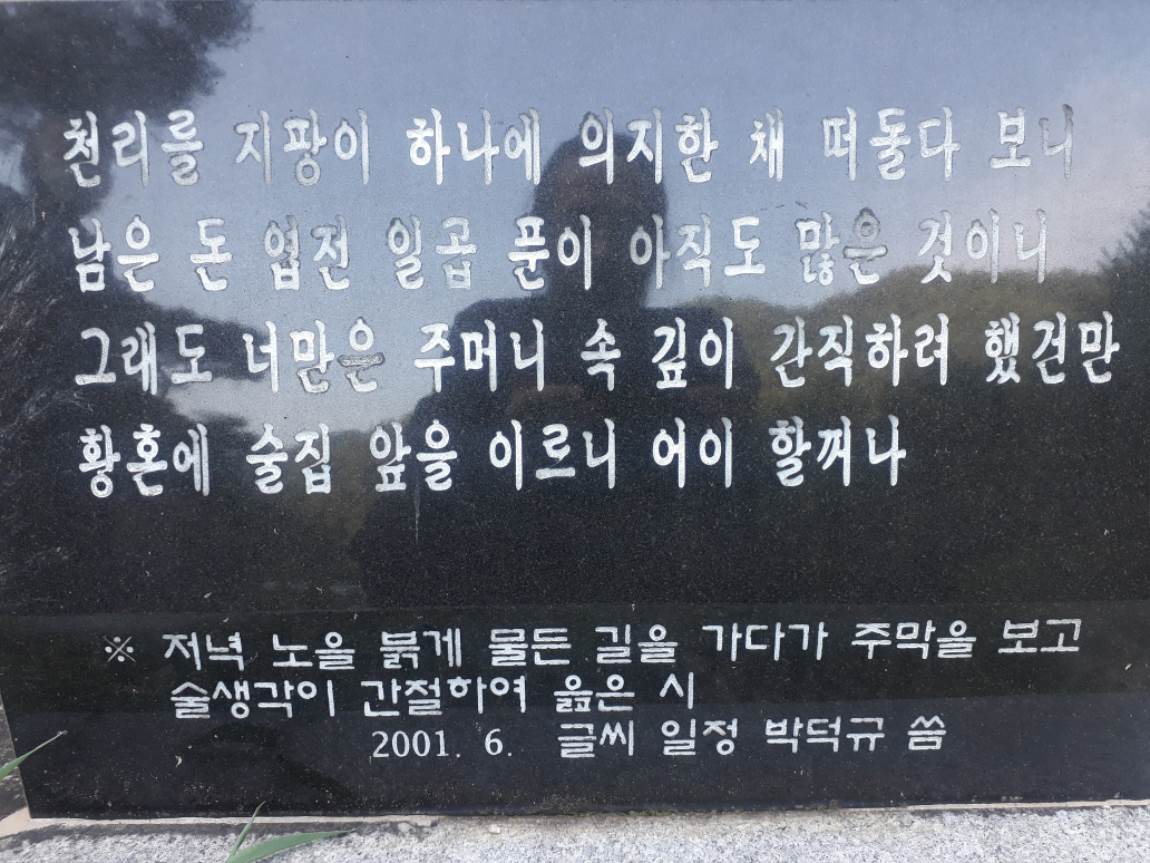 천리를 지팡이 하나에 의지한 채 떠돌다 보니
남은 돈 엽전 일곱 푼이 아직도 많은 것이니
그래도 너만은 주머니 속 깊이 간직하려 했건만
황혼에 술집 앞을 이르니 어이 할꺼나
※ 저녁 노을 붉게 물든 길을 가다가 주막을 보고
술생각이 간절하여 읊은 시
2001. 6. 글씨 일정 박덕규 씀